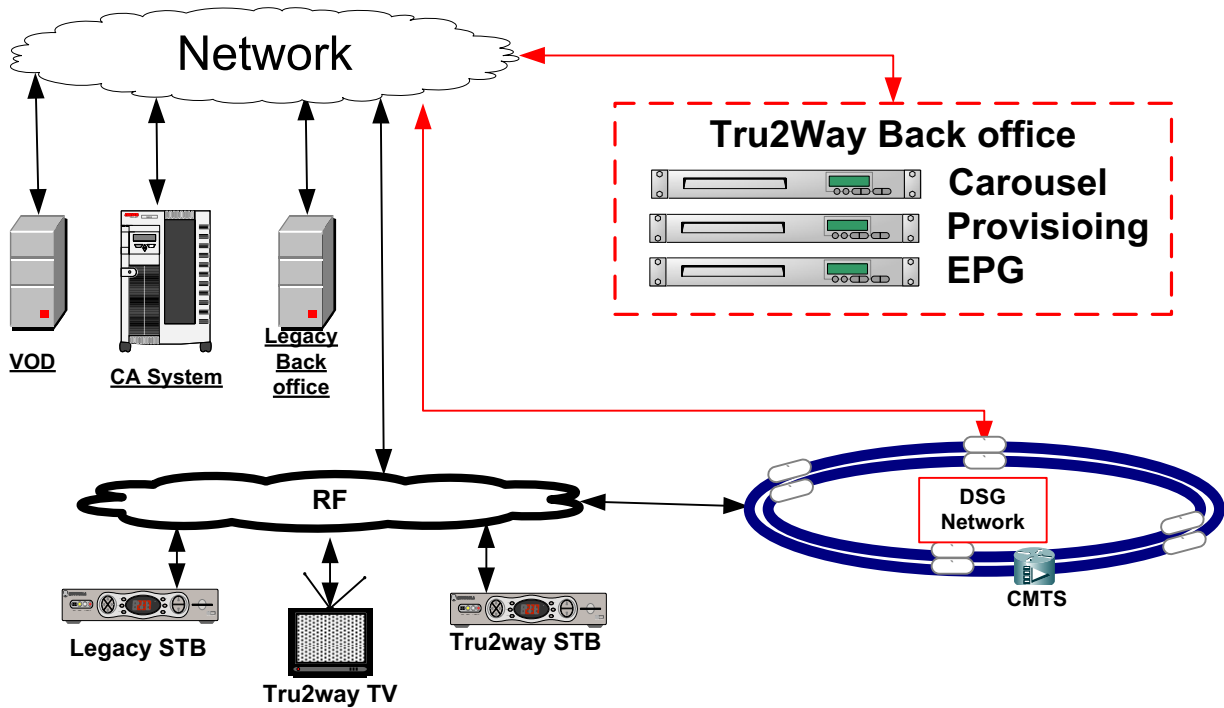 Network
Tru2Way Back office
Carousel
Provisioing
EPG
VOD
CA System
Legacy
Back
office
RF
DSG
Network
CMTS
Legacy STB
Tru2way TV
Tru2way STB